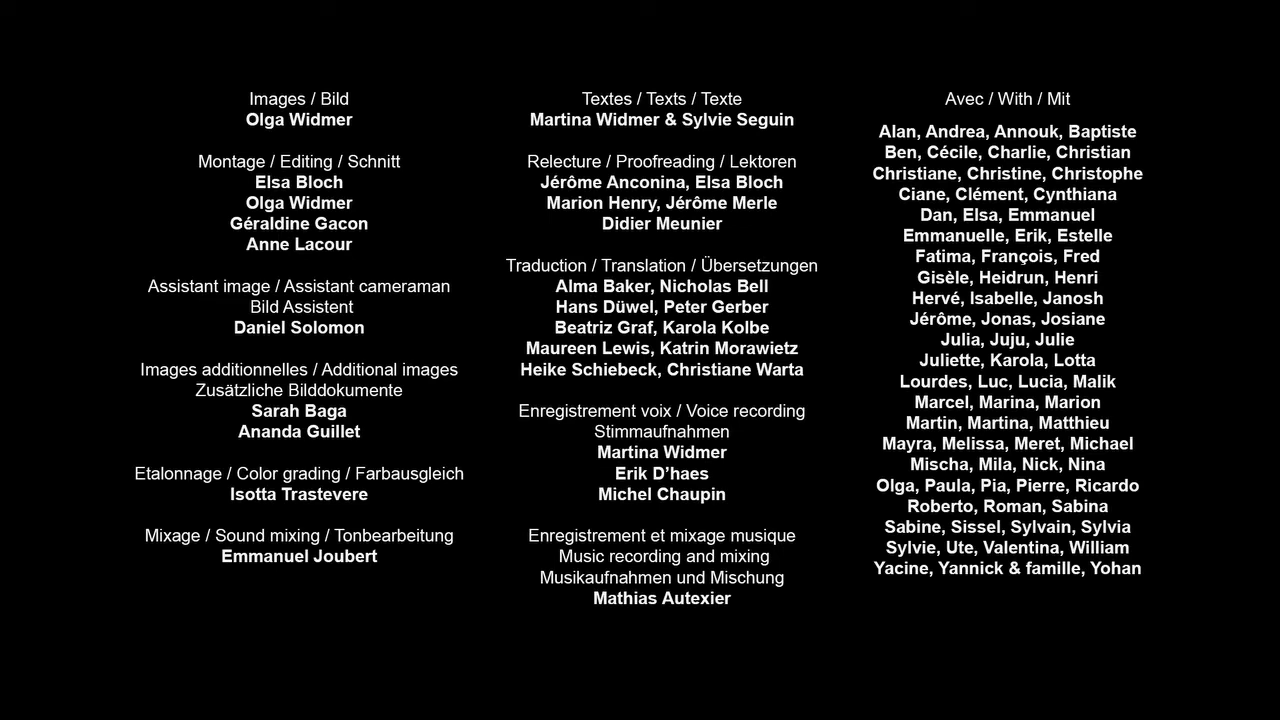 Images / Bild
Olga Widmer
Montage / Editing / Schnitt
Elsa Bloch
Olga Widmer
Géraldine Gacon
Anne Lacour
Assistant image / Assistant cameraman
Bild Assistent
Daniel Solomon
Images additionnelles / Additional images
Zusätzliche Bilddokumente
Sarah Baga
Ananda Guillet
Etalonnage / Color grading / Farbausgleich
Isotta Trastevere
Mixage / Sound mixing / Tonbearbeitung
Emmanuel Joubert
Textes / Texts / Texte
Martina Widmer & Sylvie Seguin
Relecture / Proofreading / Lektoren
Jérôme Anconina, Elsa Bloch
Marion Henry, Jérôme Merle
Didier Meunier
Traduction / Translation / Übersetzungen
Alma Baker, Nicholas Bell
Hans Düwel, Peter Gerber
Beatriz Graf, Karola Kolbe
Maureen Lewis, Katrin Morawietz
Heike Schiebeck, Christiane Warta
Enregistrement voix / Voice recording
Stimmaufnahmen
Martina Widmer
Erik D’haes
Michel Chaupin
Enregistrement et mixage musique
Music recording and mixing
Musikaufnahmen und Mischung
Mathias Autexier
Avec / With / Mit
Alan, Andrea, Annouk, Baptiste
Ben, Cécile, Charlie, Christian
Christiane, Christine, Christophe
Ciane, Clément, Cynthiana
Dan, Elsa, Emmanuel
Emmanuelle, Erik, Estelle
Fatima, François, Fred
Gisèle, Heidrun, Henri
Hervé, Isabelle, Janosh
Jérôme, Jonas, Josiane
Julia, Juju, Julie
Juliette, Karola, Lotta
Lourdes, Luc, Lucia, Malik
Marcel, Marina, Marion
Martin, Martina, Matthieu
Mayra, Melissa, Meret, Michael
Mischa, Mila, Nick, Nina
Olga, Paula, Pia, Pierre, Ricardo
Roberto, Roman, Sabina
Sabine, Sissel, Sylvain, Sylvia
Sylvie, Ute, Valentina, William
Yacine, Yannick & famille, Yohan